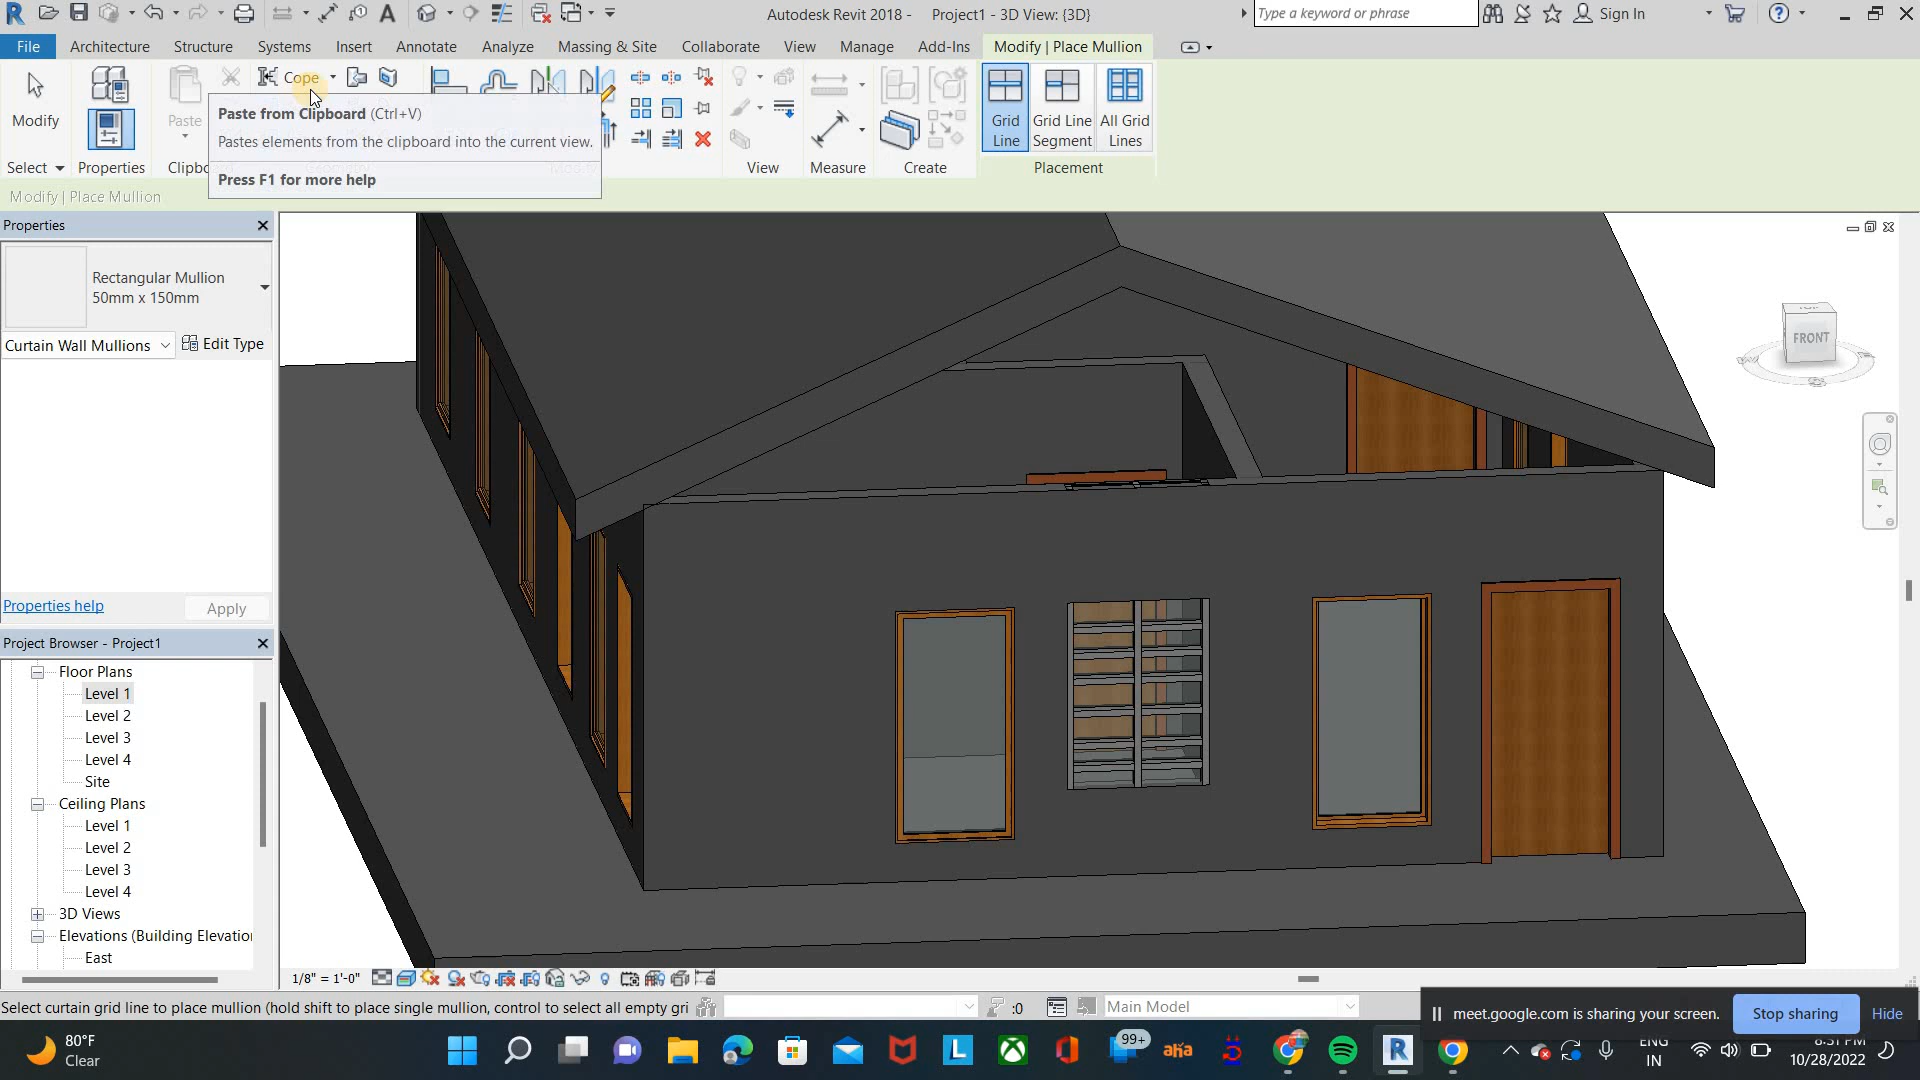 Autodesk Revit 2018 - Project1 - 3D View: {3D}
Type a keyword or phrase
Sign In
File Architecture Structure Systems Insert Annotate Analyze Massing & Site Collaborate View Manage Add-Ins Modify | Place Mullion
Cope
Modify
Paste
Grid Line
Grid Line Segment
All Grid Lines
Paste from Clipboard (Ctrl+V)
Pastes elements from the clipboard into the current view.
Press F1 for more help
Select Properties View Measure Create Placement
Modify | Place Mullion
Properties
Rectangular Mullion
50mm x 150mm
Curtain Wall Mullions
Edit Type
FRONT
Properties help
Apply
Project Browser - Project1
Floor Plans
Level 1
Level 2
Level 3
Level 4
Site
Ceiling Plans
Level 1
Level 2
Level 3
Level 4
3D Views
Elevations (Building Elevatio
East
1/8" = 1'-0"
Select curtain grid line to place mullion (hold shift to place single mullion, control to select all empty gri
:0
Main Model
meet.google.com is sharing your screen.
Stop sharing
Hide
80°F
Clear
99+
aha
ENG
IN
8:31 PM
10/28/2022